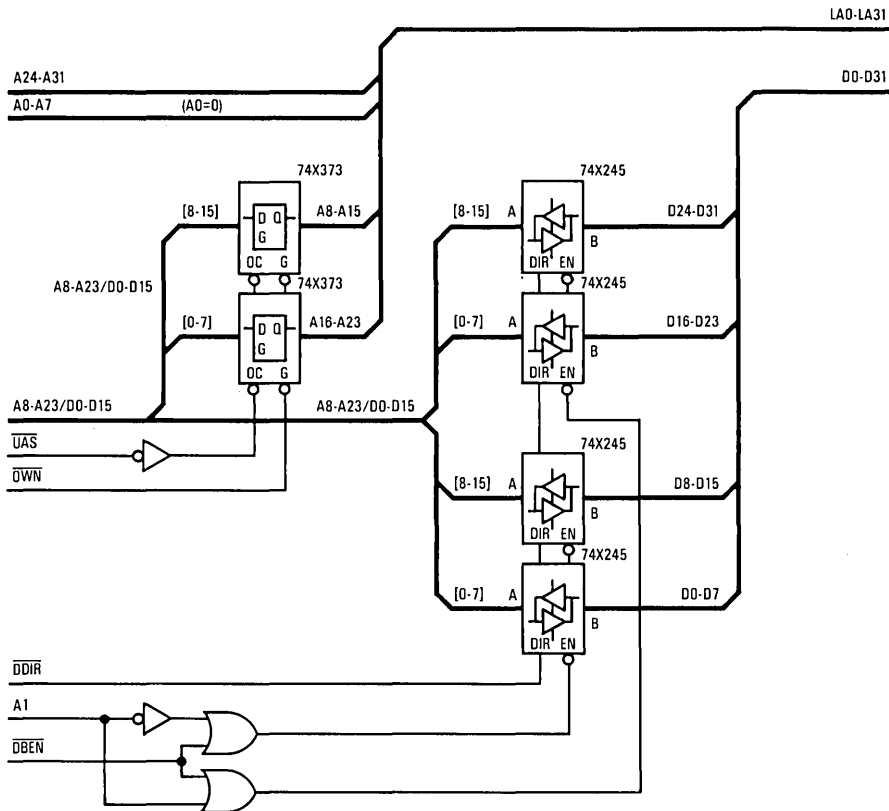 LA0-LA31
D0-D31
A24-A31
A0-A7 (A0=0)
74X373
74X245
[8-15]
D Q
G
A8-A15
OC G
[8-15] A
D24-D31
B
DIR EN
74X373
74X245
A8-A23/D0-D15
[0-7]
D Q
G
A16-A23
OC G
[0-7] A
D16-D23
B
DIR EN
A8-A23/D0-D15
A8-A23/D0-D15
UAS
OWN
74X245
[8-15] A
D8-D15
B
DIR EN
74X245
[0-7] A
D0-D7
B
DIR EN
DDIR
A1
DBEN